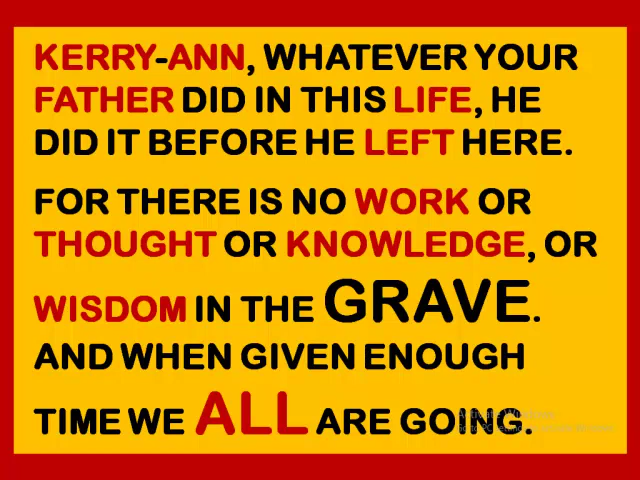 KERRY-ANN, WHATEVER YOUR
FATHER DID IN THIS LIFE, HE
DID IT BEFORE HE LEFT HERE.
FOR THERE IS NO WORK OR
THOUGHT OR KNOWLEDGE, OR
WISDOM IN THE GRAVE.
AND WHEN GIVEN ENOUGH
TIME WE ALL ARE GOING.